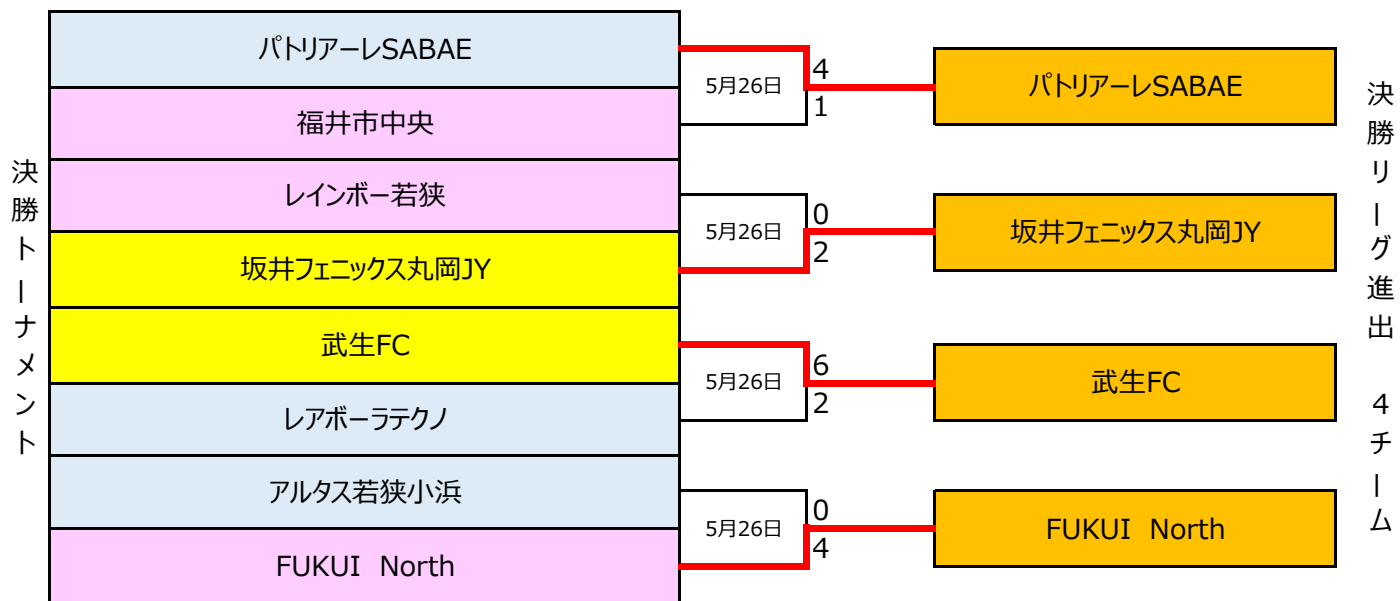 決勝トーナメント
パトリアーレSABAE
福井市中央
レインボー若狭
坂井フェニックス丸岡JY
武生FC
レアボーラテクノ
アルタス若狭小浜
FUKUI North
5月26日
4
1
5月26日
0
2
5月26日
6
2
5月26日
0
4
パトリアーレSABAE
坂井フェニックス丸岡JY
武生FC
FUKUI North
決勝リーグ進出 4チーム